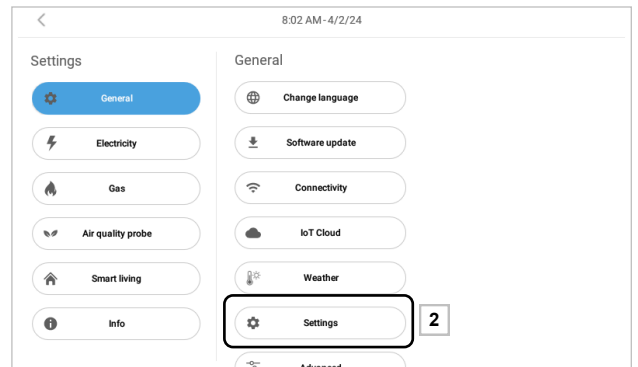 8:02 AM-4/2/24
Settings
General
Electricity
Gas
Air quality probe
Smart living
Info
General
Change language
Software update
Connectivity
IoT Cloud
Weather
Settings
2
Advanced